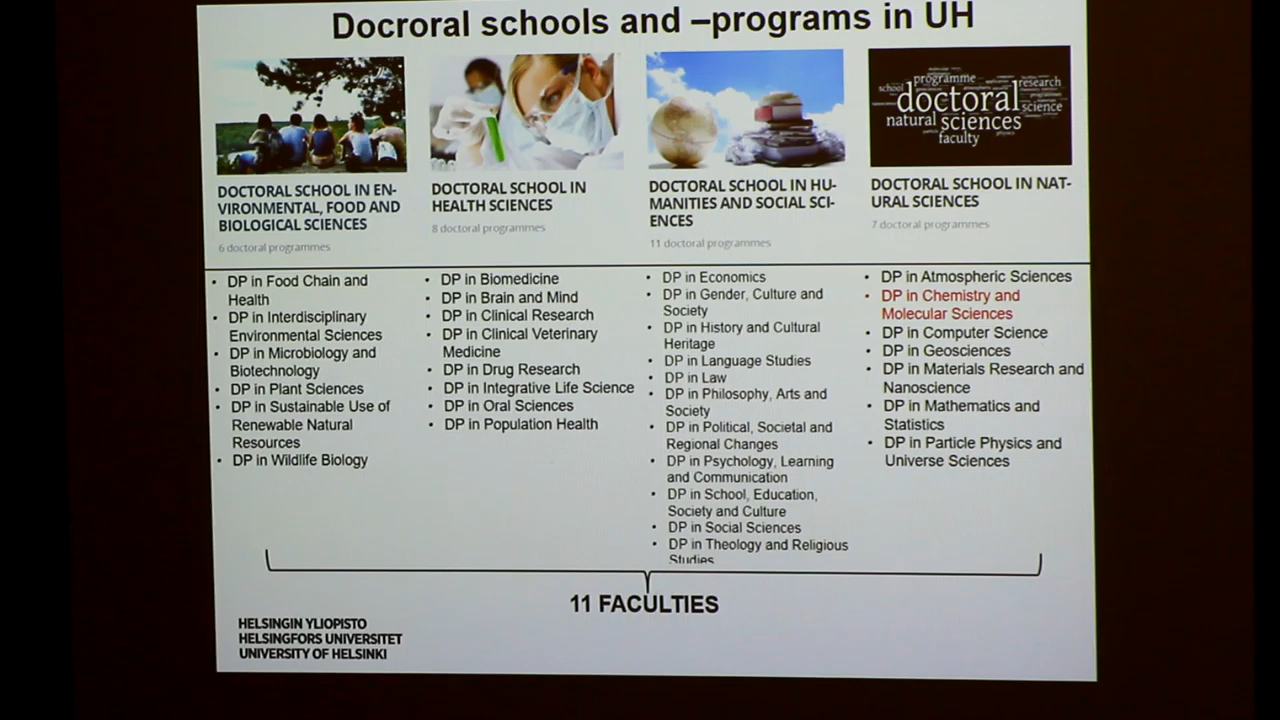 Docroral schools and –programs in UH
programme
research
school
doctoral
science
natural sciences
faculty
DOCTORAL SCHOOL IN EN-
VIRONMENTAL, FOOD AND
BIOLOGICAL SCIENCES
6 doctoral programmes
DOCTORAL SCHOOL IN
HEALTH SCIENCES
8 doctoral programmes
DOCTORAL SCHOOL IN HU-
MANITIES AND SOCIAL SCI-
ENCES
11 doctoral programmes
DOCTORAL SCHOOL IN NAT-
URAL SCIENCES
7 doctoral programmes
• DP in Food Chain and
Health
• DP in Interdisciplinary
Environmental Sciences
• DP in Microbiology and
Biotechnology
• DP in Plant Sciences
• DP in Sustainable Use of
Renewable Natural
Resources
• DP in Wildlife Biology
• DP in Biomedicine
• DP in Brain and Mind
• DP in Clinical Research
• DP in Clinical Veterinary
Medicine
• DP in Drug Research
• DP in Integrative Life Science
• DP in Oral Sciences
• DP in Population Health
• DP in Economics
• DP in Gender, Culture and
Society
• DP in History and Cultural
Heritage
• DP in Language Studies
• DP in Law
• DP in Philosophy, Arts and
Society
• DP in Political, Societal and
Regional Changes
• DP in Psychology, Learning
and Communication
• DP in School, Education,
Society and Culture
• DP in Social Sciences
• DP in Theology and Religious
Studies
• DP in Atmospheric Sciences
• DP in Chemistry and
Molecular Sciences
• DP in Computer Science
• DP in Geosciences
• DP in Materials Research and
Nanoscience
• DP in Mathematics and
Statistics
• DP in Particle Physics and
Universe Sciences
11 FACULTIES
HELSINGIN YLIOPISTO
HELSINGFORS UNIVERSITET
UNIVERSITY OF HELSINKI